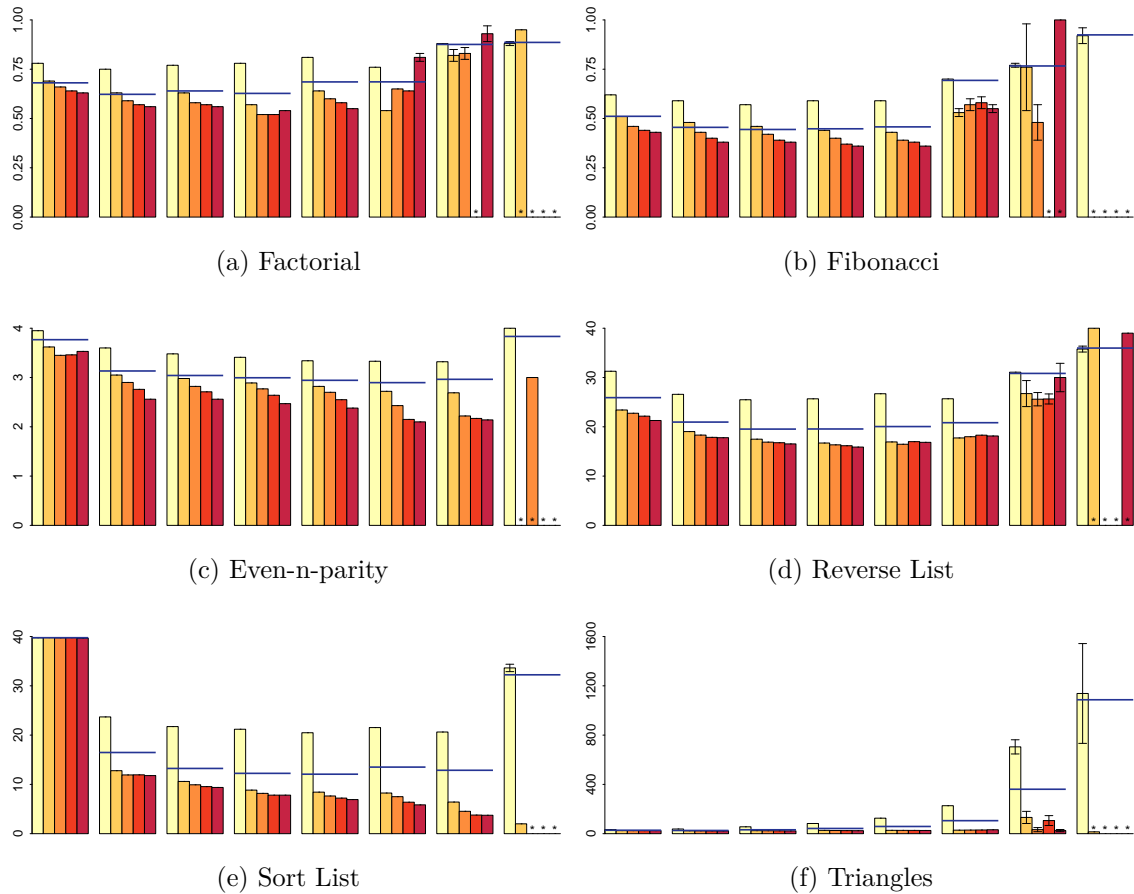 0.00 0.25 0.50 0.75 1.00
* * * * *
(a) Factorial
0.00 0.25 0.50 0.75 1.00
* * * * * *
(b) Fibonacci
0 1 2 3 4
* * * *
(c) Even-n-parity
0 10 20 30 40
* * * *
(d) Reverse List
0 10 20 30 40
* * *
(e) Sort List
0 400 800 1200 1600
* * * *
(f) Triangles